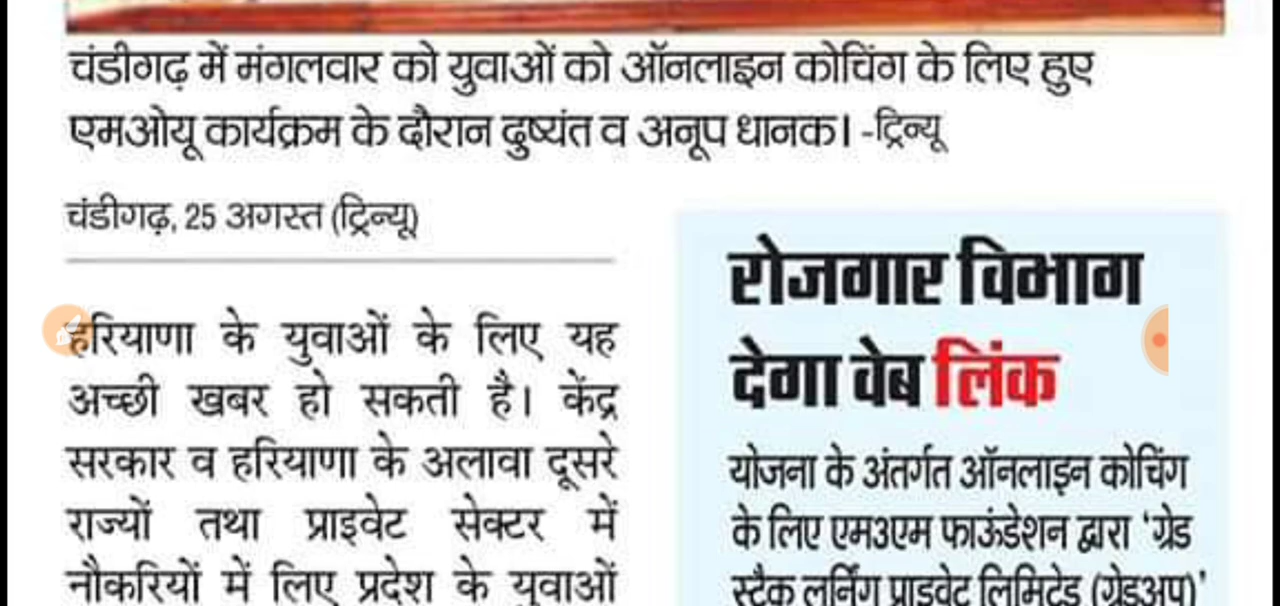 चंडीगढ़ में मंगलवार को युवाओं को ऑनलाइन कोचिंग के लिए हुए
एमओयू कार्यक्रम के दौरान दुष्यंत व अनूप धानक। -ट्रिन्यू
चंडीगढ़, 25 अगस्त (ट्रिन्यू)
हरियाणा के युवाओं के लिए यह
अच्छी खबर हो सकती है। केंद्र
सरकार व हरियाणा के अलावा दूसरे
राज्यों तथा प्राइवेट सेक्टर में
नौकरियों में लिए प्रदेश के युवाओं
रोजगार विभाग
देगा वेब लिंक
योजना के अंतर्गत ऑनलाइन कोचिंग
के लिए एम3एम फाऊंडेशन द्वारा ‘ग्रेड
स्टैक लर्निंग प्राइवेट लिमिटेड (ग्रेडअप)’